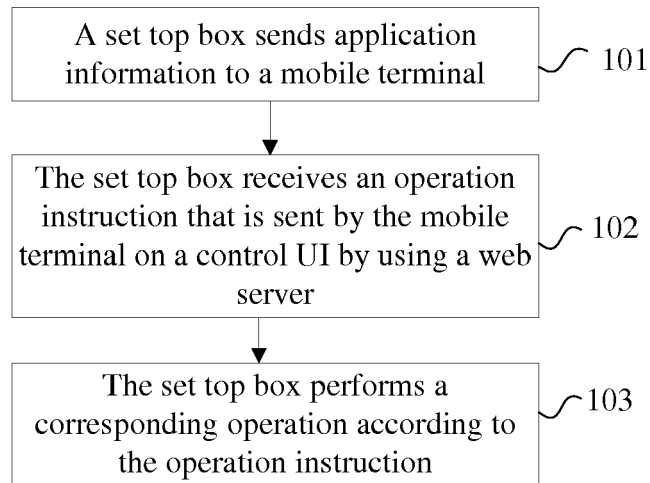 A set top box sends application
information to a mobile terminal
101
The set top box receives an operation
instruction that is sent by the mobile
terminal on a control UI by using a web
server
102
The set top box performs a
corresponding operation according to
the operation instruction
103